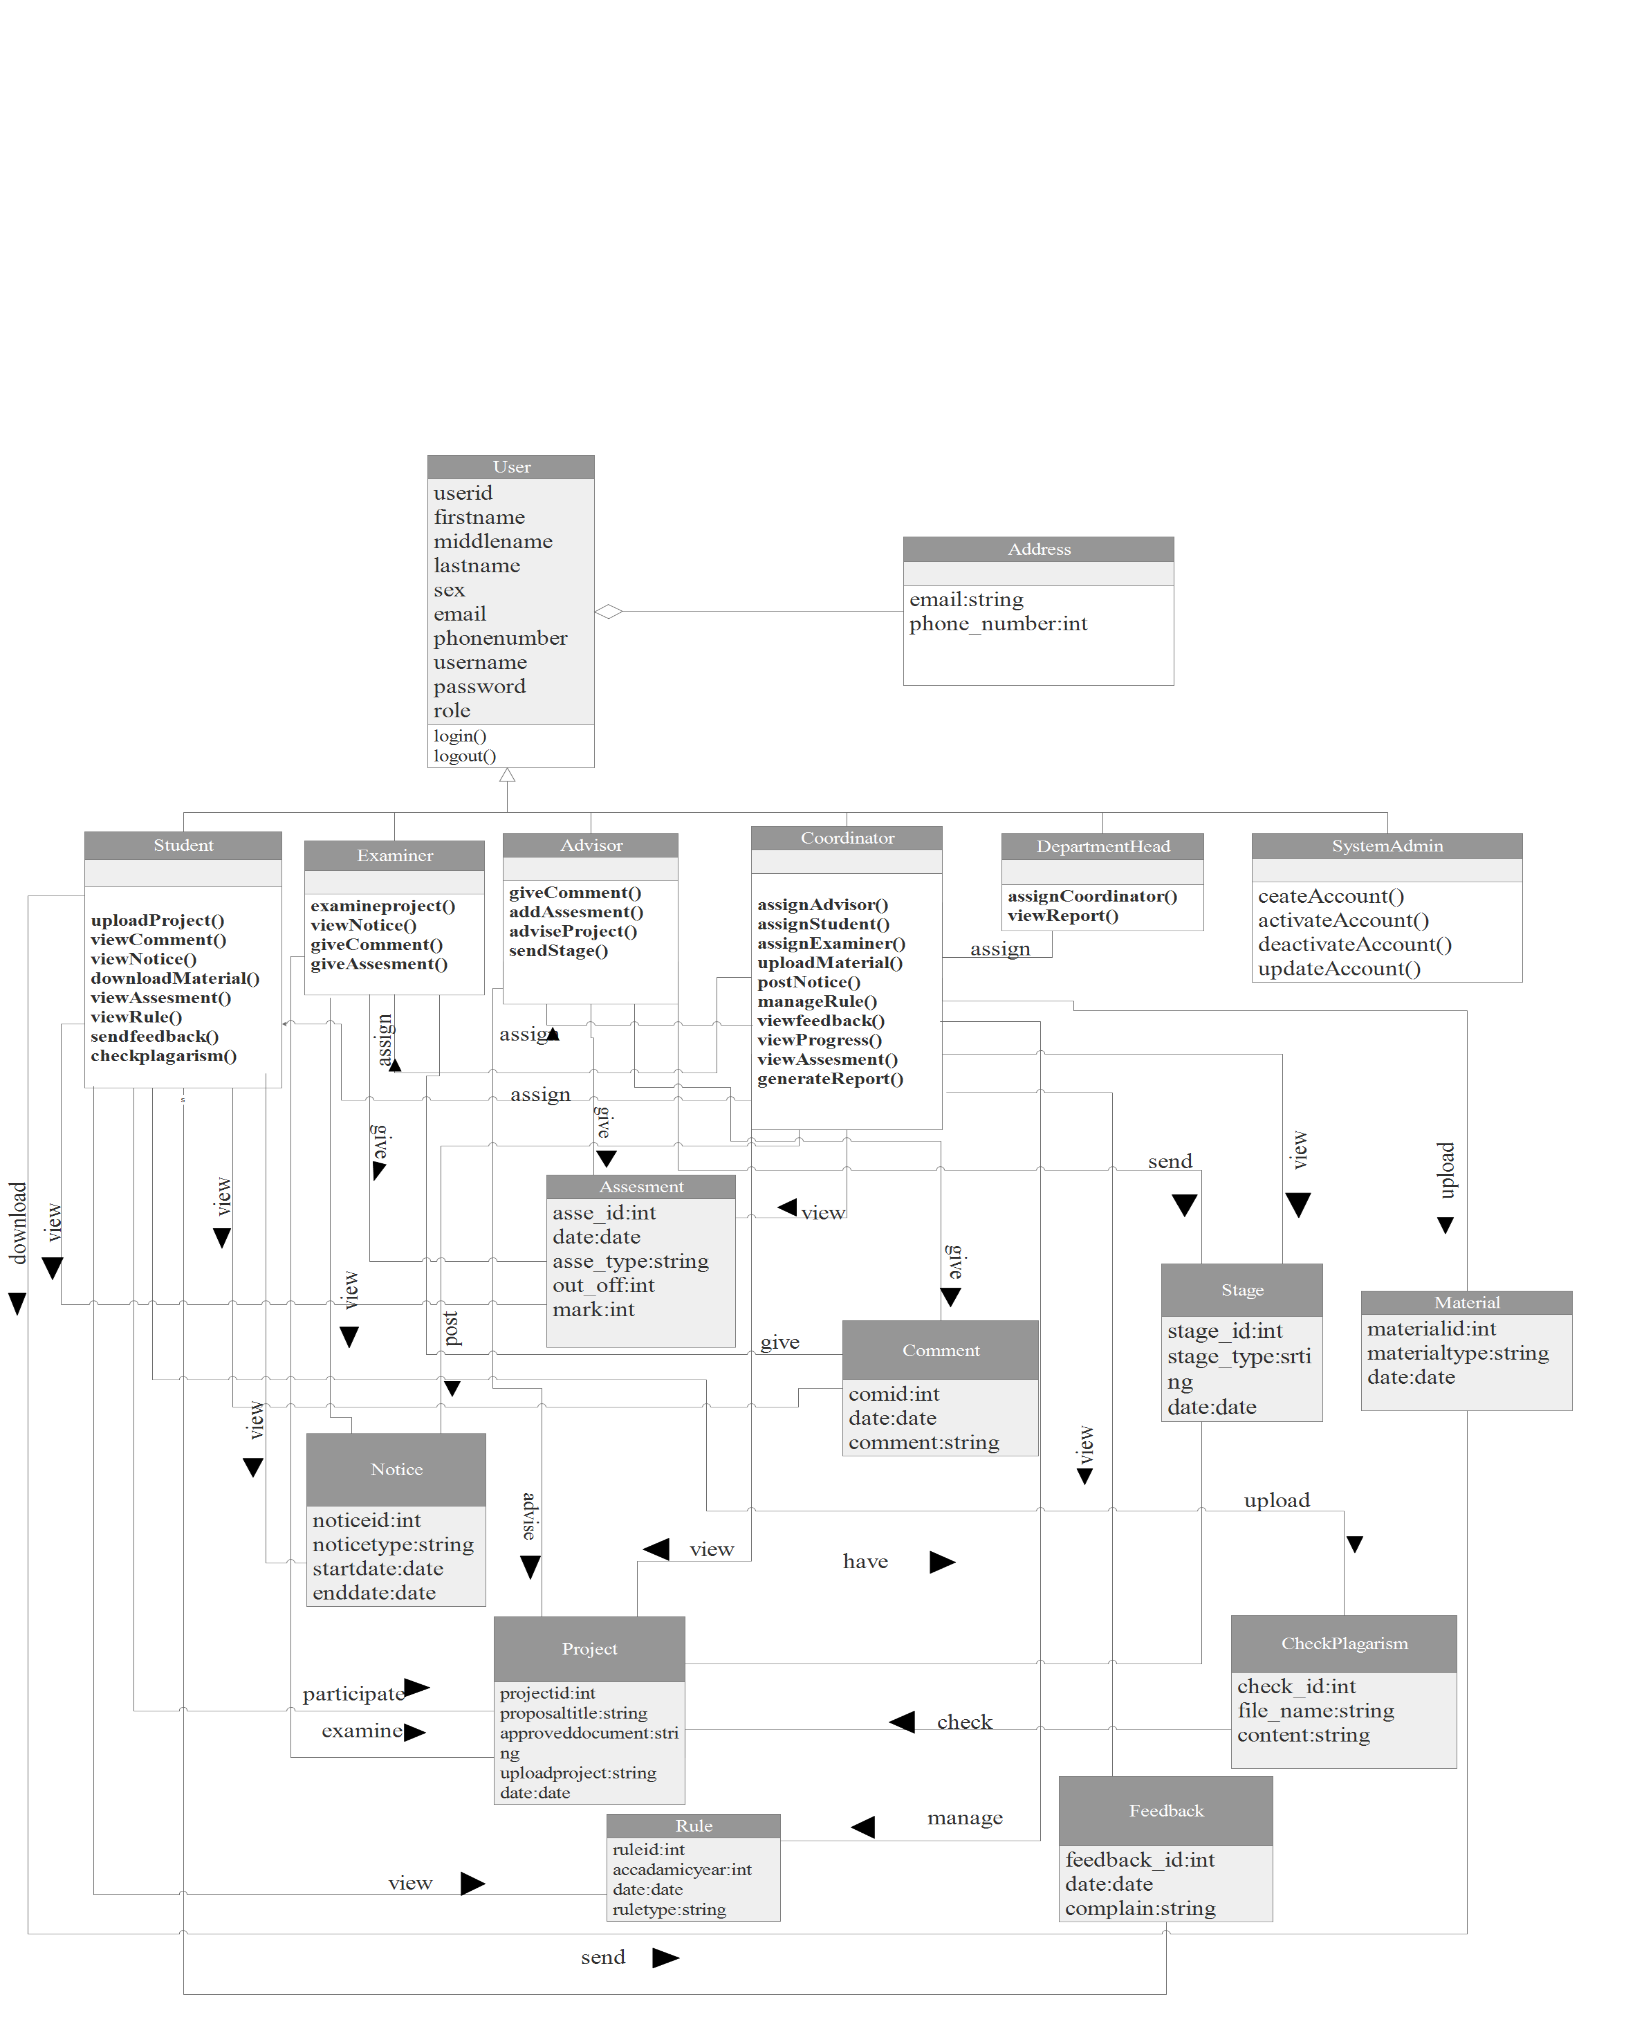 User
userid
firstname
middlename
lastname
sex
email
phonenumber
username
password
role
login()
logout()
Address
email:string
phone_number:int
Student
uploadProject()
viewComment()
viewNotice()
downloadMaterial()
viewAssesment()
viewRule()
sendfeedback()
checkplagarism()
Examiner
examineproject()
viewNotice()
giveComment()
giveAssesment()
Advisor
giveComment()
addAssesment()
adviseProject()
sendStage()
Coordinator
assignAdvisor()
assignStudent()
assignExaminer()
uploadMaterial()
postNotice()
manageRule()
viewfeedback()
viewProgress()
viewAssesment()
generateReport()
DepartmentHead
assignCoordinator()
viewReport()
SystemAdmin
ceateAccount()
activateAccount()
deactivateAccount()
updateAccount()
assign
assign
assign
assign
s
give
give
send
view
upload
download
view
view
view
view
post
view
give
give
view
Assesment
asse_id:int
date:date
asse_type:string
out_off:int
mark:int
Comment
comid:int
date:date
comment:string
Stage
stage_id:int
stage_type:srti
ng
date:date
Material
materialid:int
materialtype:string
date:date
Notice
noticeid:int
noticetype:string
startdate:date
enddate:date
advise
view
have
upload
Project
projectid:int
proposaltitle:string
approveddocument:stri
ng
uploadproject:string
date:date
participate
examine
check
CheckPlagarism
check_id:int
file_name:string
content:string
Feedback
feedback_id:int
date:date
complain:string
manage
Rule
ruleid:int
accadamicyear:int
date:date
ruletype:string
view
send